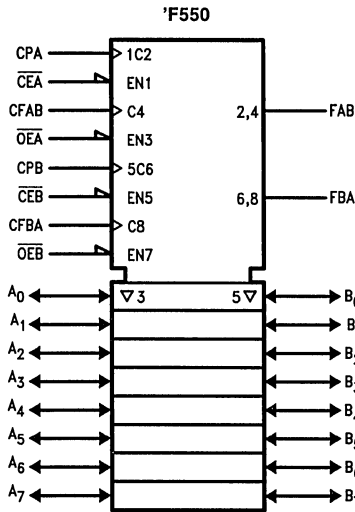 'F550
CPA 1C2
CEA EN1
CFAB C4 2,4 FAB
OEA EN3
CPB 5C6
CEB EN5 6,8 FBA
CFBA C8
OEB EN7
A0 ▽3 5▽ B
A1 B
A2 B
A3 B
A4 B
A5 B
A6 B
A7 B